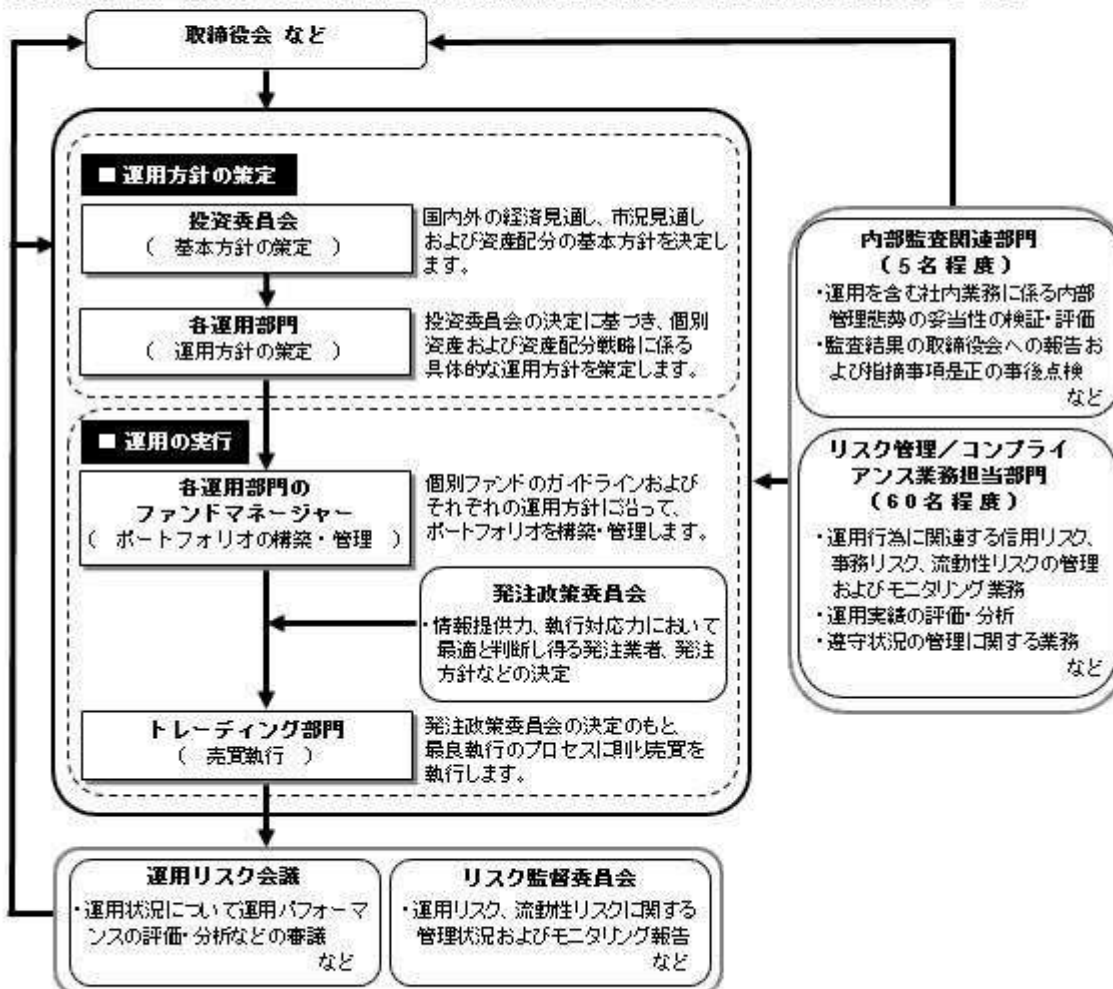 取締役会 など
■ 運用方針の策定
投資委員会
( 基本方針の策定 )
国内外の経済見通し、市況見通し
および資産配分の基本方針を決定し
ます。
各運用部門
( 運用方針の策定 )
投資委員会の決定に基づき、個別
資産および資産配分戦略に係る
具体的な運用方針を策定します。
■ 運用の実行
各運用部門の
ファンドマネージャー
( ポートフォリオの構築・管理 )
個別ファンドのガイドラインおよび
それぞれの運用方針に沿って、
ポートフォリオを構築・管理します。
発注政策委員会
・情報提供力、執行対応力において
最適と判断し得る発注業者、発注
方針などの決定
トレーディング部門
( 売買執行 )
発注政策委員会の決定のもと、
最良執行のプロセスに則り売買を
執行します。
運用リスク会議
・運用状況について運用パフォーマ
ンスの評価・分析などの審議
など
リスク監督委員会
・運用リスク、流動性リスクに関する
管理状況およびモニタリング報告
など
内部監査関連部門
(5名程度)
・運用を含む社内業務に係る内部
管理態勢の妥当性の検証・評価
・監査結果の取締役会への報告お
よび指摘事項是正の事後点検
など
リスク管理/コンプライ
アンス業務担当部門
(60名程度)
・運用行為に関連する信用リスク、
事務リスク、流動性リスクの管理
およびモニタリング業務
・運用実績の評価・分析
・遵守状況の管理に関する業務
など